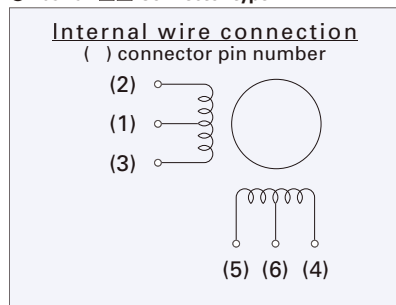 Internal wire connection
( ) connector pin number
(2)
(1)
(3)
(5) (6) (4)